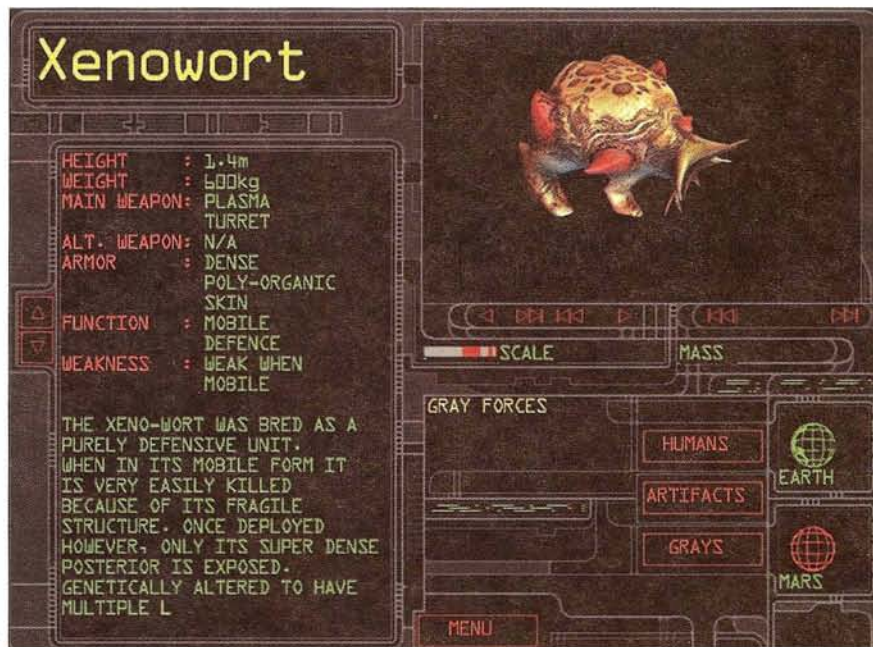 Xenowort
HEIGHT : 1.4m
WEIGHT : 600kg
MAIN WEAPON: PLASMA
TURRET
ALT. WEAPON: N/A
ARMOR : DENSE
POLY-ORGANIC
SKIN
FUNCTION : MOBILE
DEFENCE
WEAKNESS : WEAK WHEN
MOBILE
THE XENO-WORT WAS BRED AS A
PURELY DEFENSIVE UNIT.
WHEN IN ITS MOBILE FORM IT
IS VERY EASILY KILLED
BECAUSE OF ITS FRAGILE
STRUCTURE. ONCE DEPLOYED
HOWEVER, ONLY ITS SUPER DENSE
POSTERIOR IS EXPOSED.
GENETICALLY ALTERED TO HAVE
MULTIPLE L
SCALE
MASS
GRAY FORCES
HUMANS
ARTIFACTS
GRAYS
EARTH
MARS
MENU